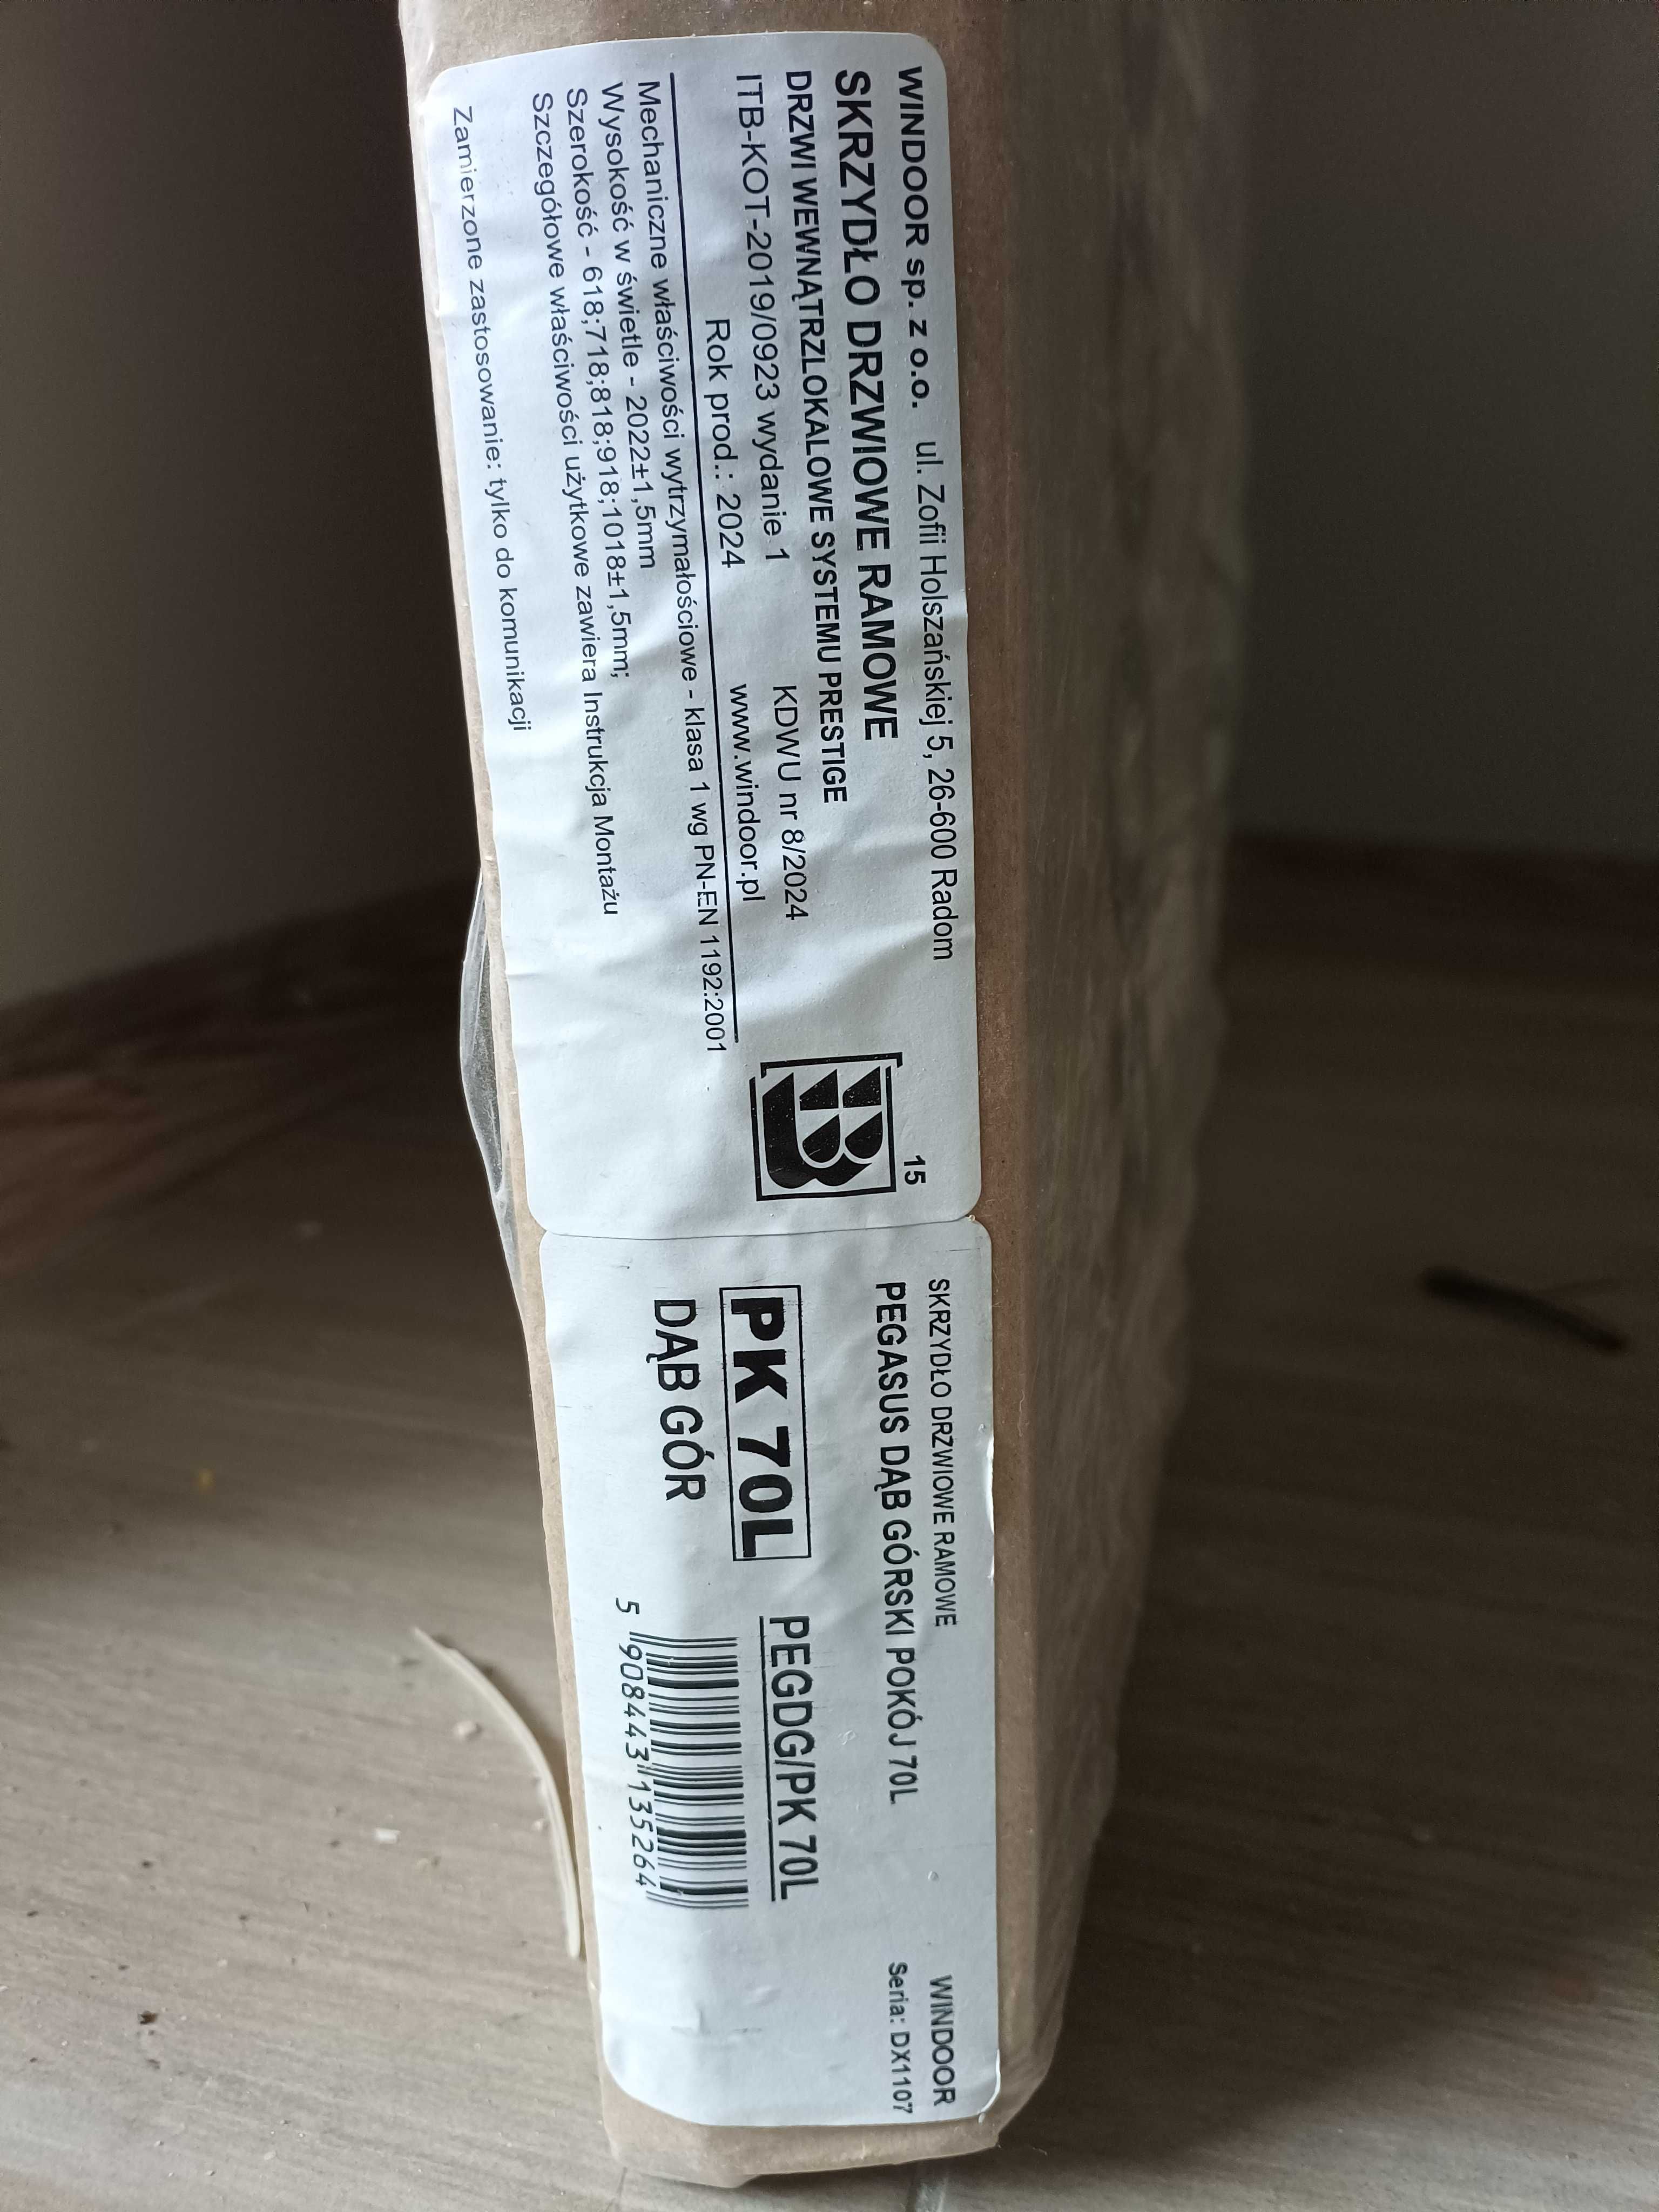 WINDOOR sp. z o.o. ul. Zofii Holszańskiej 5, 26-600 Radom
SKRZYDŁO DRZWIOWE RAMOWE
15
DRZWI WEWNĄTRZLOKALOWE SYSTEMU PRESTIGE
ITB-KOT-2019/0923 wydanie 1 KDWU nr 8/2024
Rok prod.: 2024 www.windoor.pl
Mechaniczne właściwości wytrzymałościowe - klasa 1 wg PN-EN 1192:2001
Wysokość w świetle - 2022±1,5mm
Szerokość - 618;718;818;918;1018±1,5mm;
Szczegółowe właściwości użytkowe zawiera Instrukcja Montażu
Zamierzone zastosowanie: tylko do komunikacji
SKRZYDŁO DRZWIOWE RAMOWE WINDOOR
PEGASUS DĄB GÓRSKI POKÓJ 70L Seria: DX1107
PK 70L PEGDG/PK 70L
DĄB GÓR
5 908443 135264